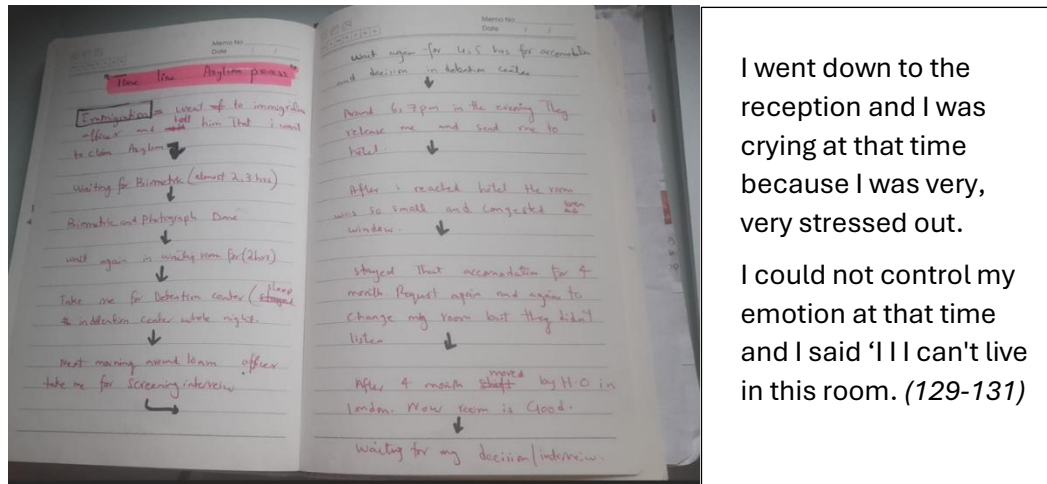 Memo No
Date / /
"Time line Asylum process"
Immigration = went to immigration
officer and told him That i want
to claim Asylum
Waiting for Biometric (almost 2,3 hrs)
Biometric and Photograph Done
wait again in waiting room for (2 hrs)
Take me for Detention center (sleep
in detention center whole night.
Next morning around 10am officer
take me for screening interview
Memo No
Date / /
wait again for 4,5 hrs for accomodation
and decision in detention center
Around 6,7pm in the evening They
release me and send me to
hotel.
After i reached hotel the room
was so small and congested even no
window.
stayed That accomodation for 4
month. Request again and again to
change my room but they didn't
listen
After 4 month moved by H.O in
london. Now room is Good.
Waiting for my decision/interview.
I went down to the
reception and I was
crying at that time
because I was very,
very stressed out.
I could not control my
emotion at that time
and I said ‘I I I can't live
in this room. (129-131)